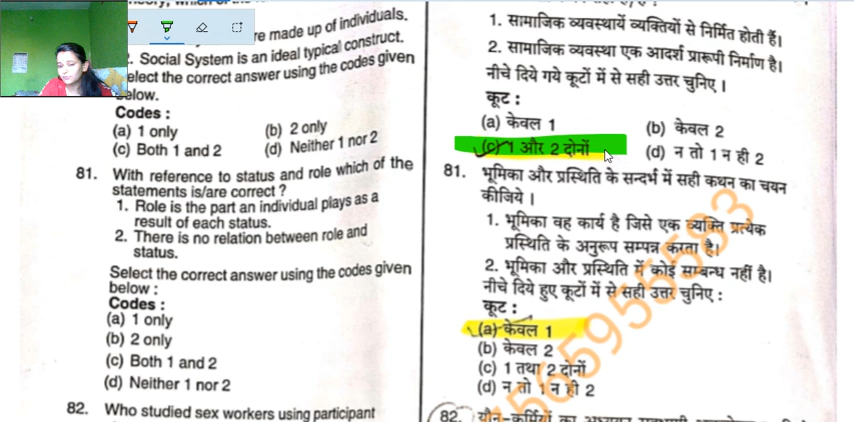 are made up of individuals.
2. Social System is an ideal typical construct.
elect the correct answer using the codes given
below.
Codes :
(a) 1 only
(b) 2 only
(c) Both 1 and 2
(d) Neither 1 nor 2
81. With reference to status and role which of the
statements is/are correct ?
1. Role is the part an individual plays as a
result of each status.
2. There is no relation between role and
status.
Select the correct answer using the codes given
below :
Codes :
(a) 1 only
(b) 2 only
(c) Both 1 and 2
(d) Neither 1 nor 2
82. Who studied sex workers using participant
1. सामाजिक व्यवस्थायें व्यक्तियों से निर्मित होती हैं।
2. सामाजिक व्यवस्था एक आदर्श प्रारूपी निर्माण है।
नीचे दिये गये कूटों में से सही उत्तर चुनिए ।
कूट :
(a) केवल 1
(b) केवल 2
(c) 1 और 2 दोनों
(d) न तो 1 न ही 2
81. भूमिका और प्रस्थिति के सन्दर्भ में सही कथन का चयन
कीजिये ।
1. भूमिका वह कार्य है जिसे एक व्यक्ति प्रत्येक
प्रस्थिति के अनुरूप सम्पन्न करता है।
2. भूमिका और प्रस्थिति में कोई सम्बन्ध नहीं है।
नीचे दिये हुए कूटों में से सही उत्तर चुनिए :
कूट :
(a) केवल 1
(b) केवल 2
(c) 1 तथा 2 दोनों
(d) न तो 1 न ही 2
82.